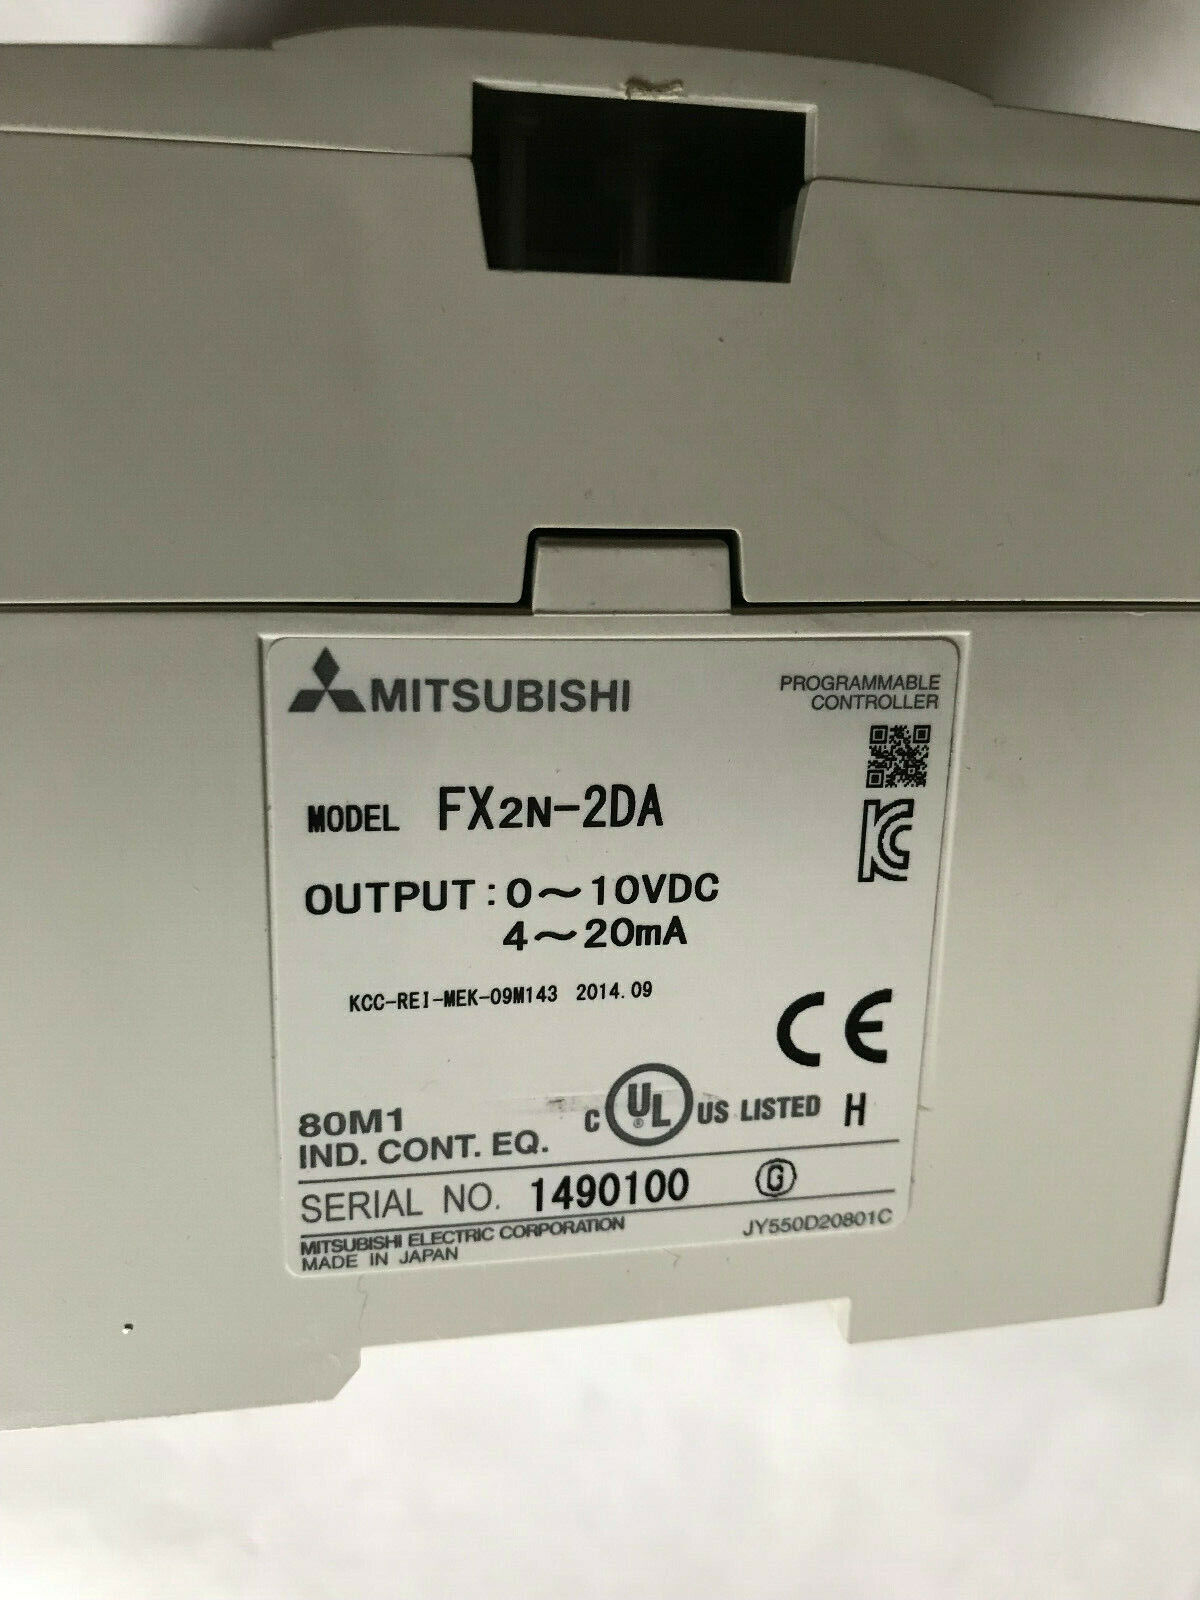 MITSUBISHI
PROGRAMMABLE
CONTROLLER
MODEL FX2N-2DA
OUTPUT:0~10VDC
4~20mA
KCC-REI-MEK-09M143 2014.09
CE
80M1
IND. CONT. EQ.
C UL US LISTED H
SERIAL NO. 1490100 G
MITSUBISHI ELECTRIC CORPORATION
MADE IN JAPAN
JY550D20801C